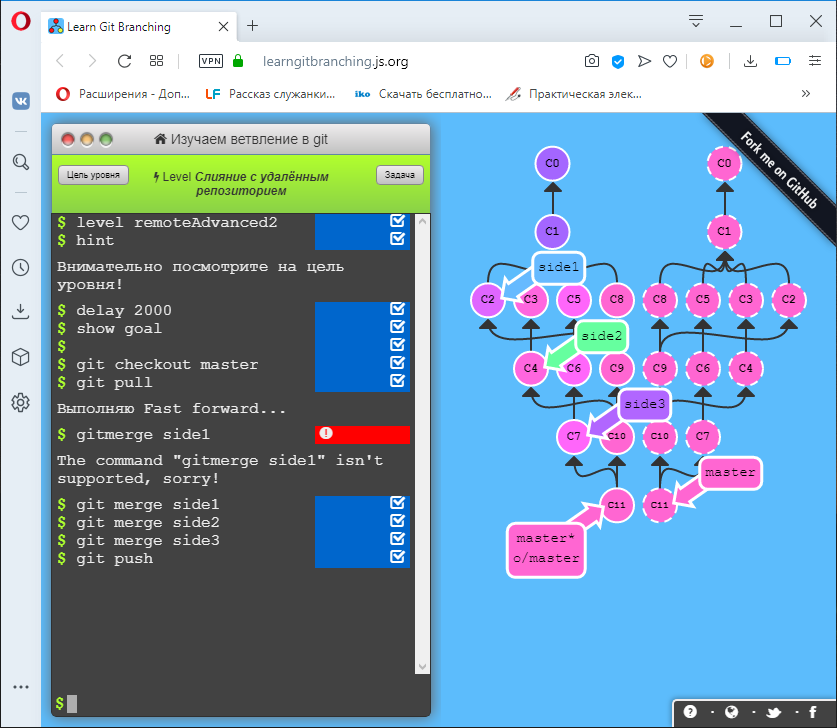 Learn Git Branching
VPN
learngitbranching.js.org
Расширения - Доп...
LF Рассказ служанки...
iko Скачать бесплатно...
Практическая элек...
Изучаем ветвление в git
Цель уровня
Level Слияние с удалённым
репозиторием
Задача
$ level remoteAdvanced2
$ hint
Внимательно посмотрите на цель
уровня!
$ delay 2000
$ show goal
$
$ git checkout master
$ git pull
Выполняю Fast forward...
$ gitmerge side1
The command "gitmerge side1" isn't
supported, sorry!
$ git merge side1
$ git merge side2
$ git merge side3
$ git push
$
Fork me on GitHub
C0 C0
C1 C1
side1
C2 C3 C5 C8 C8 C5 C3 C2
side2
C4 C6 C9 C9 C6 C4
side3
C7 C10 C10 C7
master
C11 C11
master*
o/master